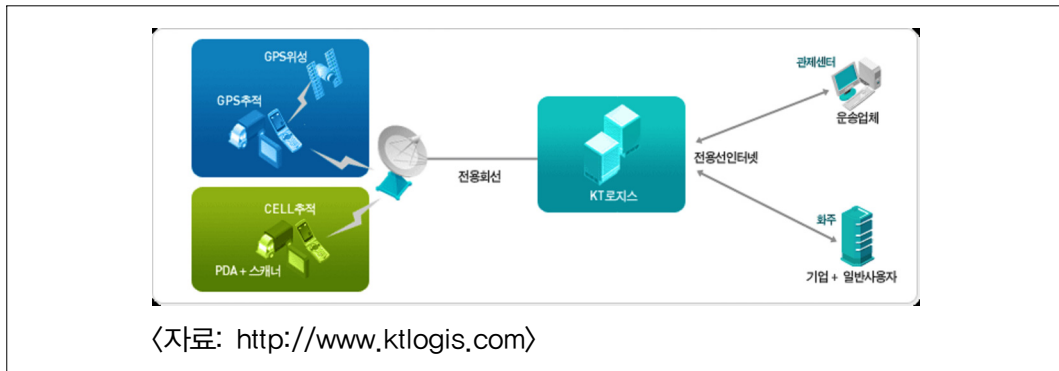 GPS위성
GPS추적
CELL추적
PDA + 스캐너
전용회선
KT로지스
전용선인터넷
관제센터
운송업체
화주
기업 + 일반사용자
〈자료: http://www.ktlogis.com〉